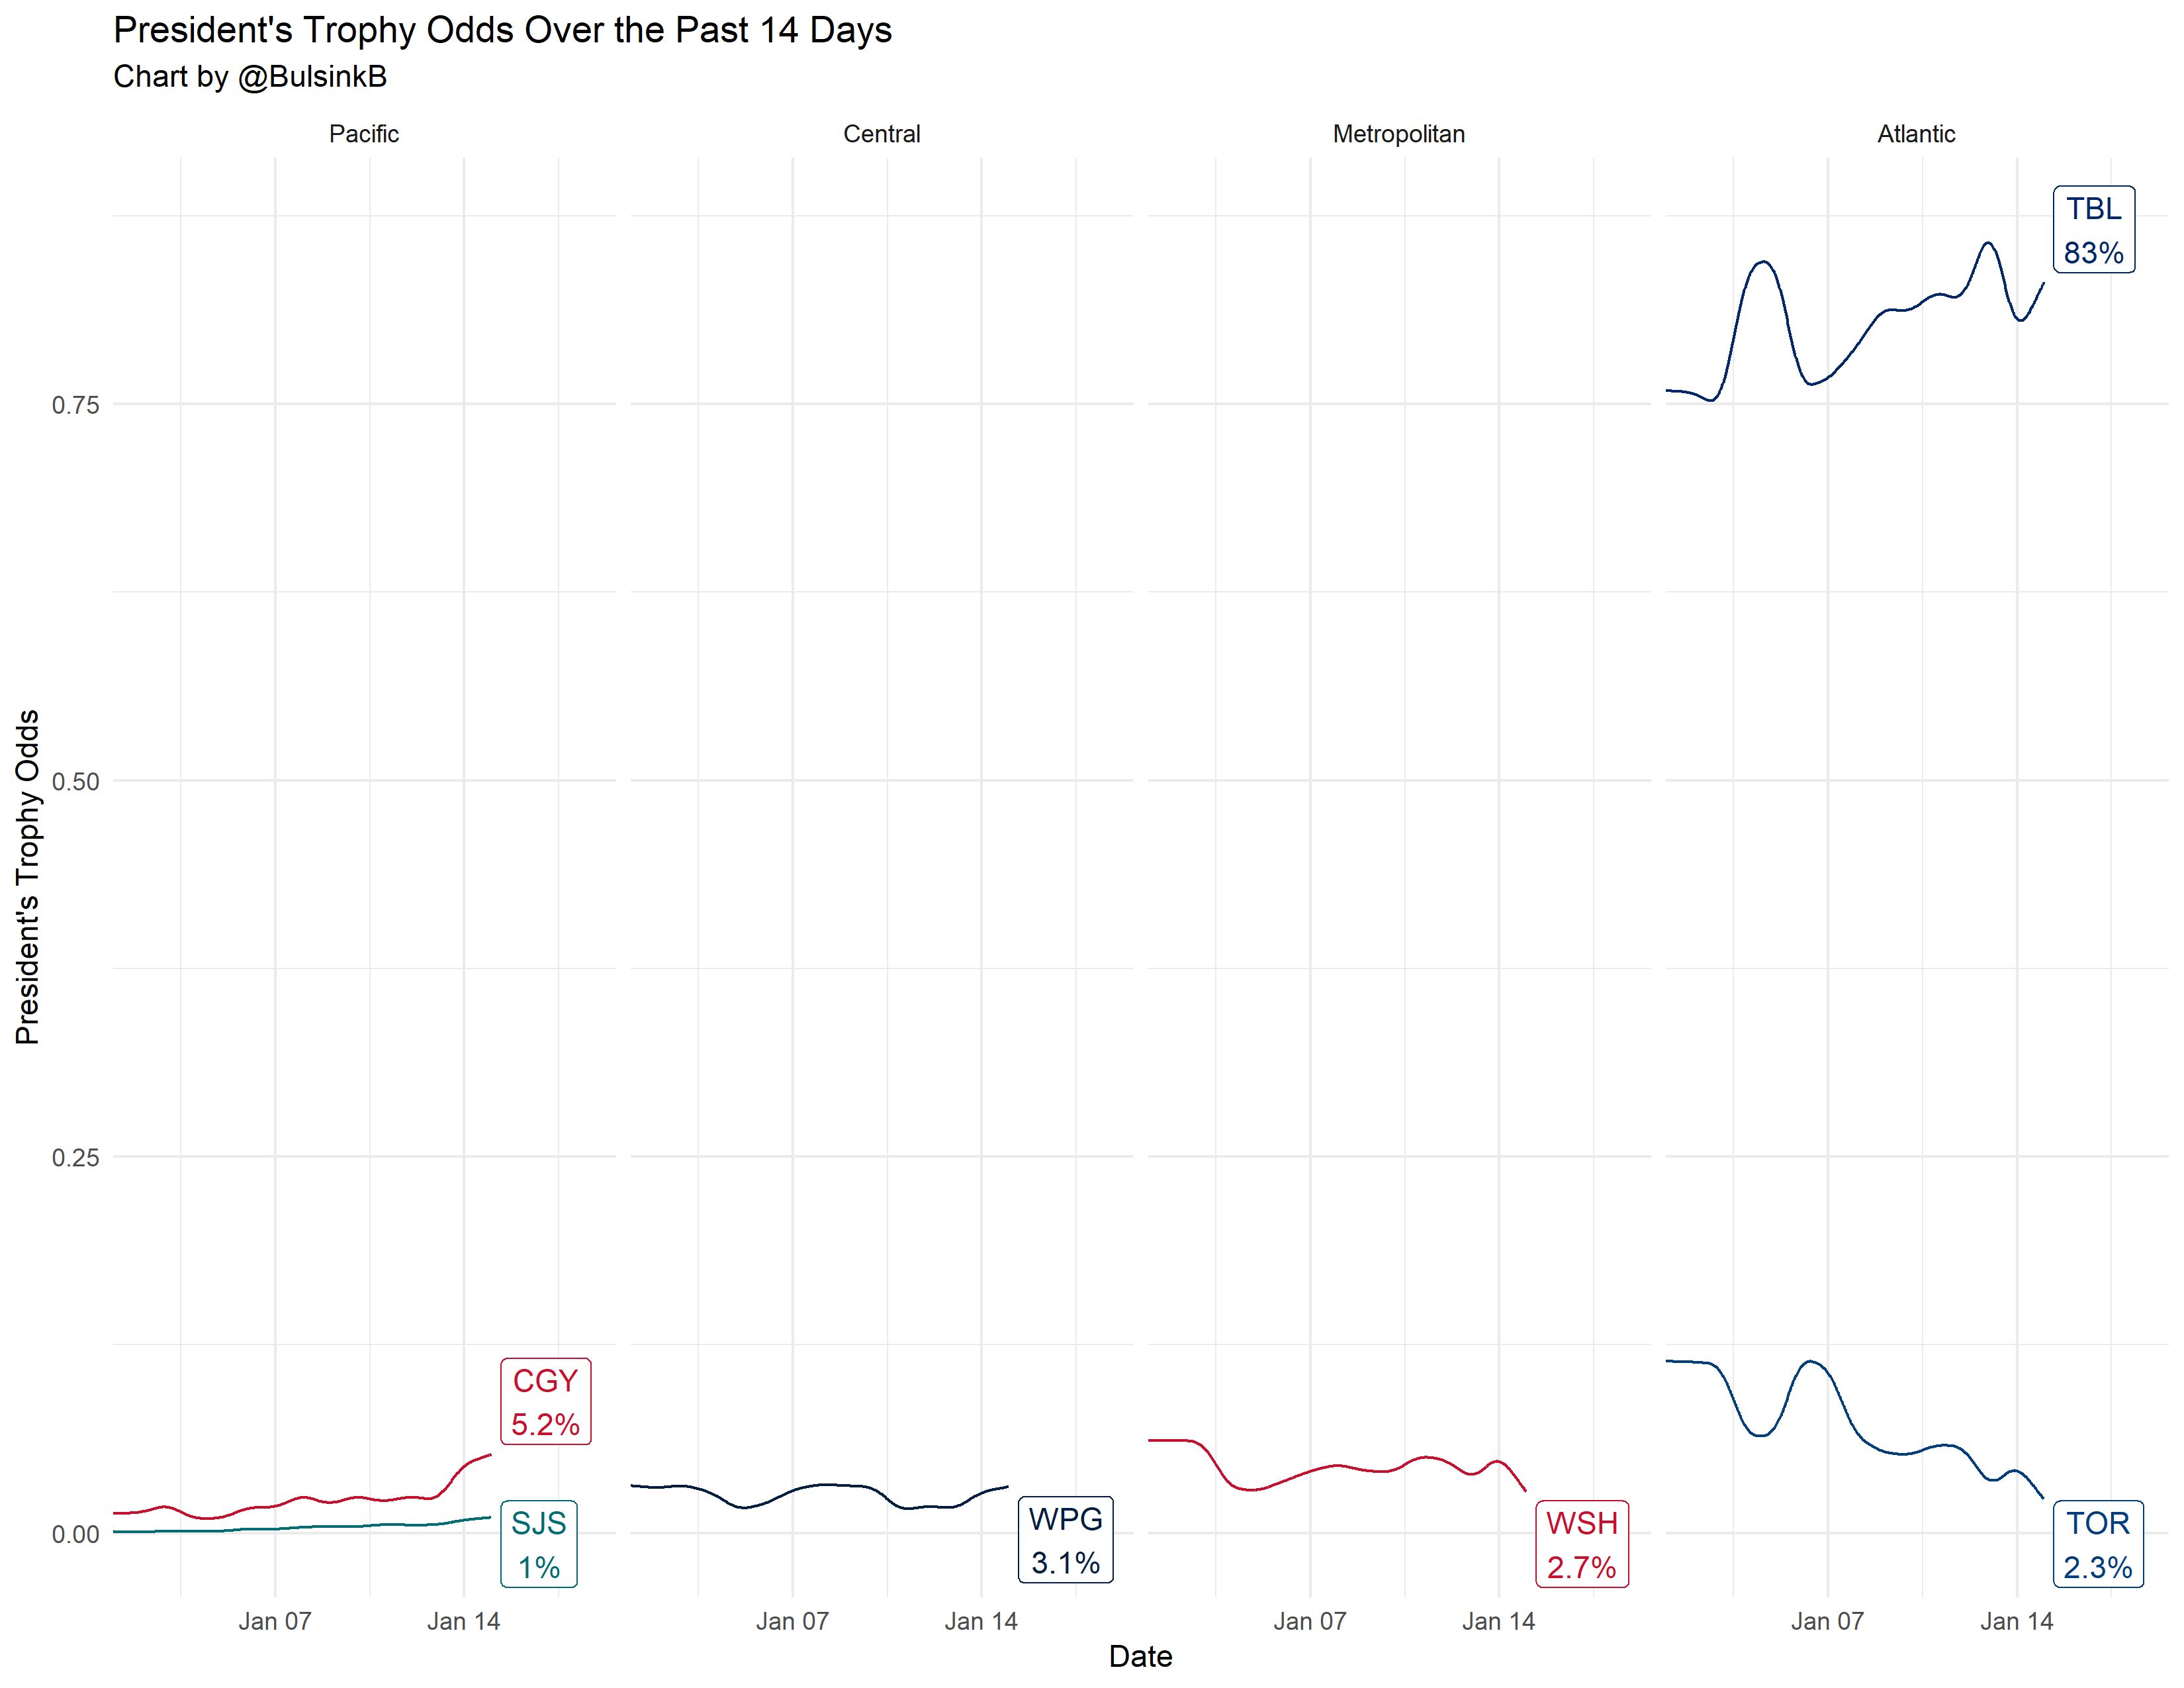 President's Trophy Odds Over the Past 14 Days
Chart by @BulsinkB
Pacific
Central
Metropolitan
Atlantic
President's Trophy Odds
0.75
0.50
0.25
0.00
CGY
5.2%
SJS
1%
WPG
3.1%
WSH
2.7%
TBL
83%
TOR
2.3%
Jan 07
Jan 14
Jan 07
Jan 14
Jan 07
Jan 14
Jan 07
Jan 14
Date